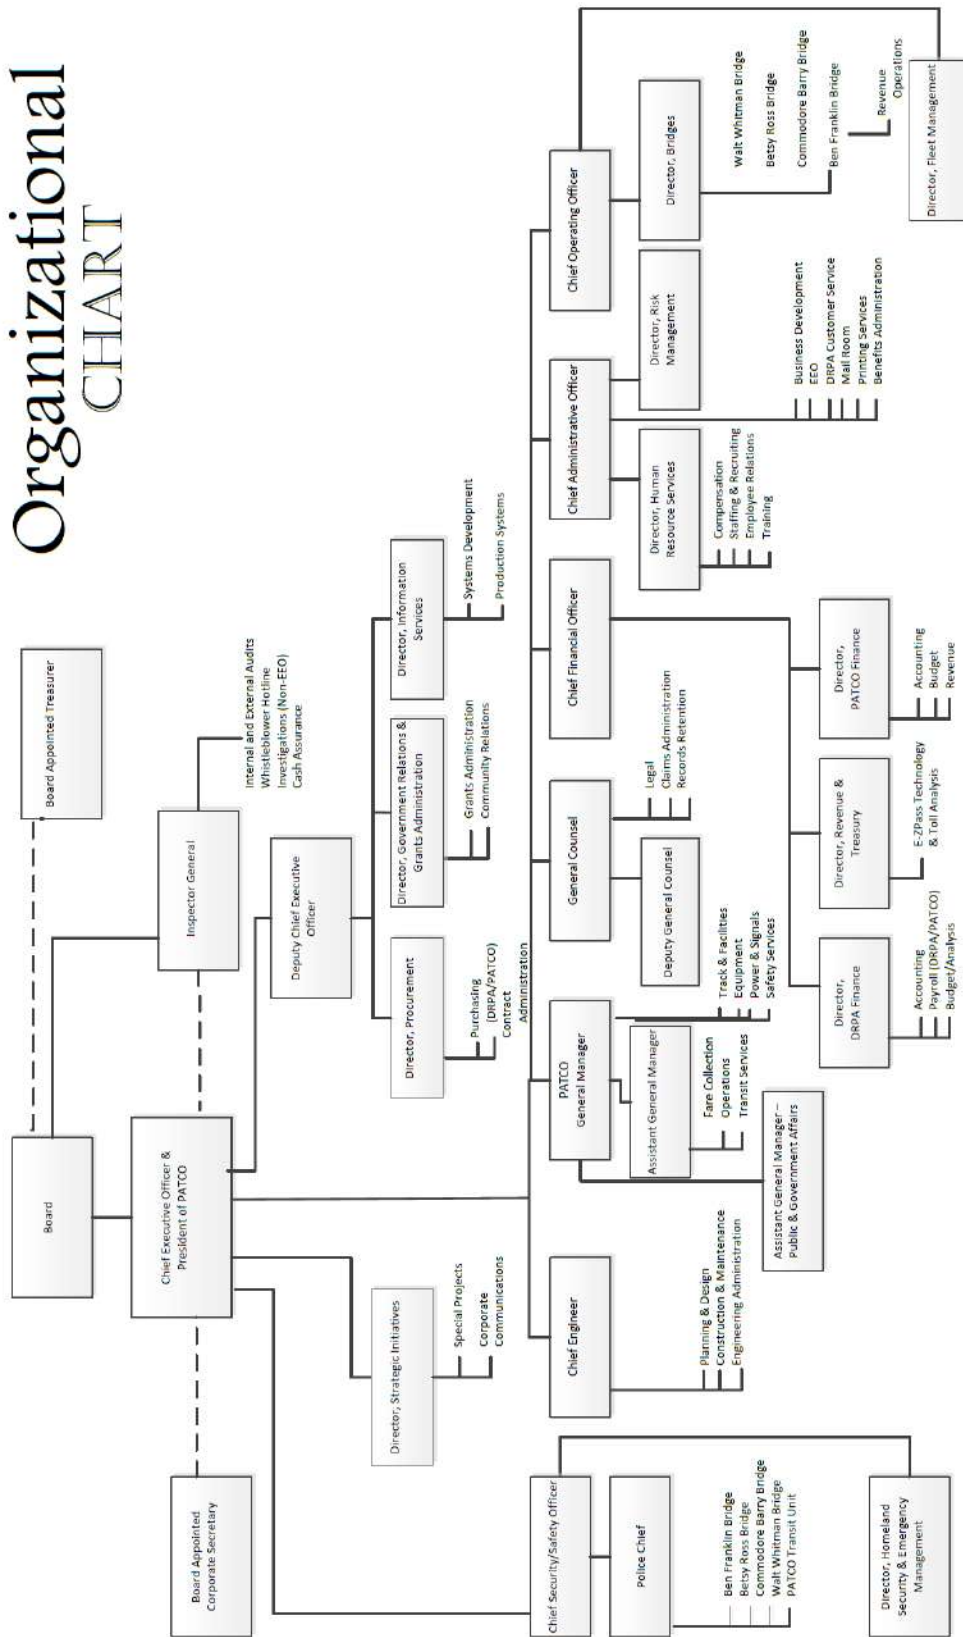 Organizational
CHART
Board Appointed Treasurer
Board
Inspector General
Internal and External Audits
Whistleblower Hotline
Investigations (Non-EEO)
Cash Assurance
Board Appointed
Corporate Secretary
Chief Executive Officer &
President of PATCO
Deputy Chief Executive
Officer
Director, Strategic Initiatives
Special Projects
Corporate
Communications
Director, Procurement
Purchasing
(DRPA/PATCO)
Contract
Administration
Director, Government Relations &
Grants Administration
Grants Administration
Community Relations
Director, Information
Services
Systems Development
Production Systems
Chief Security/Safety Officer
Police Chief
Ben Franklin Bridge
Betsy Ross Bridge
Commodore Barry Bridge
Walt Whitman Bridge
PATCO Transit Unit
Director, Homeland
Security & Emergency
Management
Chief Engineer
Planning & Design
Construction & Maintenance
Engineering Administration
PATCO
General Manager
Assistant General Manager
Fare Collection
Operations
Transit Services
Track & Facilities
Equipment
Power & Signals
Safety Services
Assistant General Manager –
Public & Government Affairs
General Counsel
Deputy General Counsel
Legal
Claims Administration
Records Retention
Chief Financial Officer
Director,
DRPA Finance
Accounting
Payroll (DRPA/PATCO)
Budget/Analysis
Director, Revenue &
Treasury
E-ZPass Technology
& Toll Analysis
Director,
PATCO Finance
Accounting
Budget
Revenue
Chief Administrative Officer
Director, Human
Resource Services
Compensation
Staffing & Recruiting
Employee Relations
Training
Director, Risk
Management
Business Development
EEO
DRPA Customer Service
Mail Room
Printing Services
Benefits Administration
Chief Operating Officer
Director, Bridges
Walt Whitman Bridge
Betsy Ross Bridge
Commodore Barry Bridge
Ben Franklin Bridge
Revenue
Operations
Director, Fleet Management